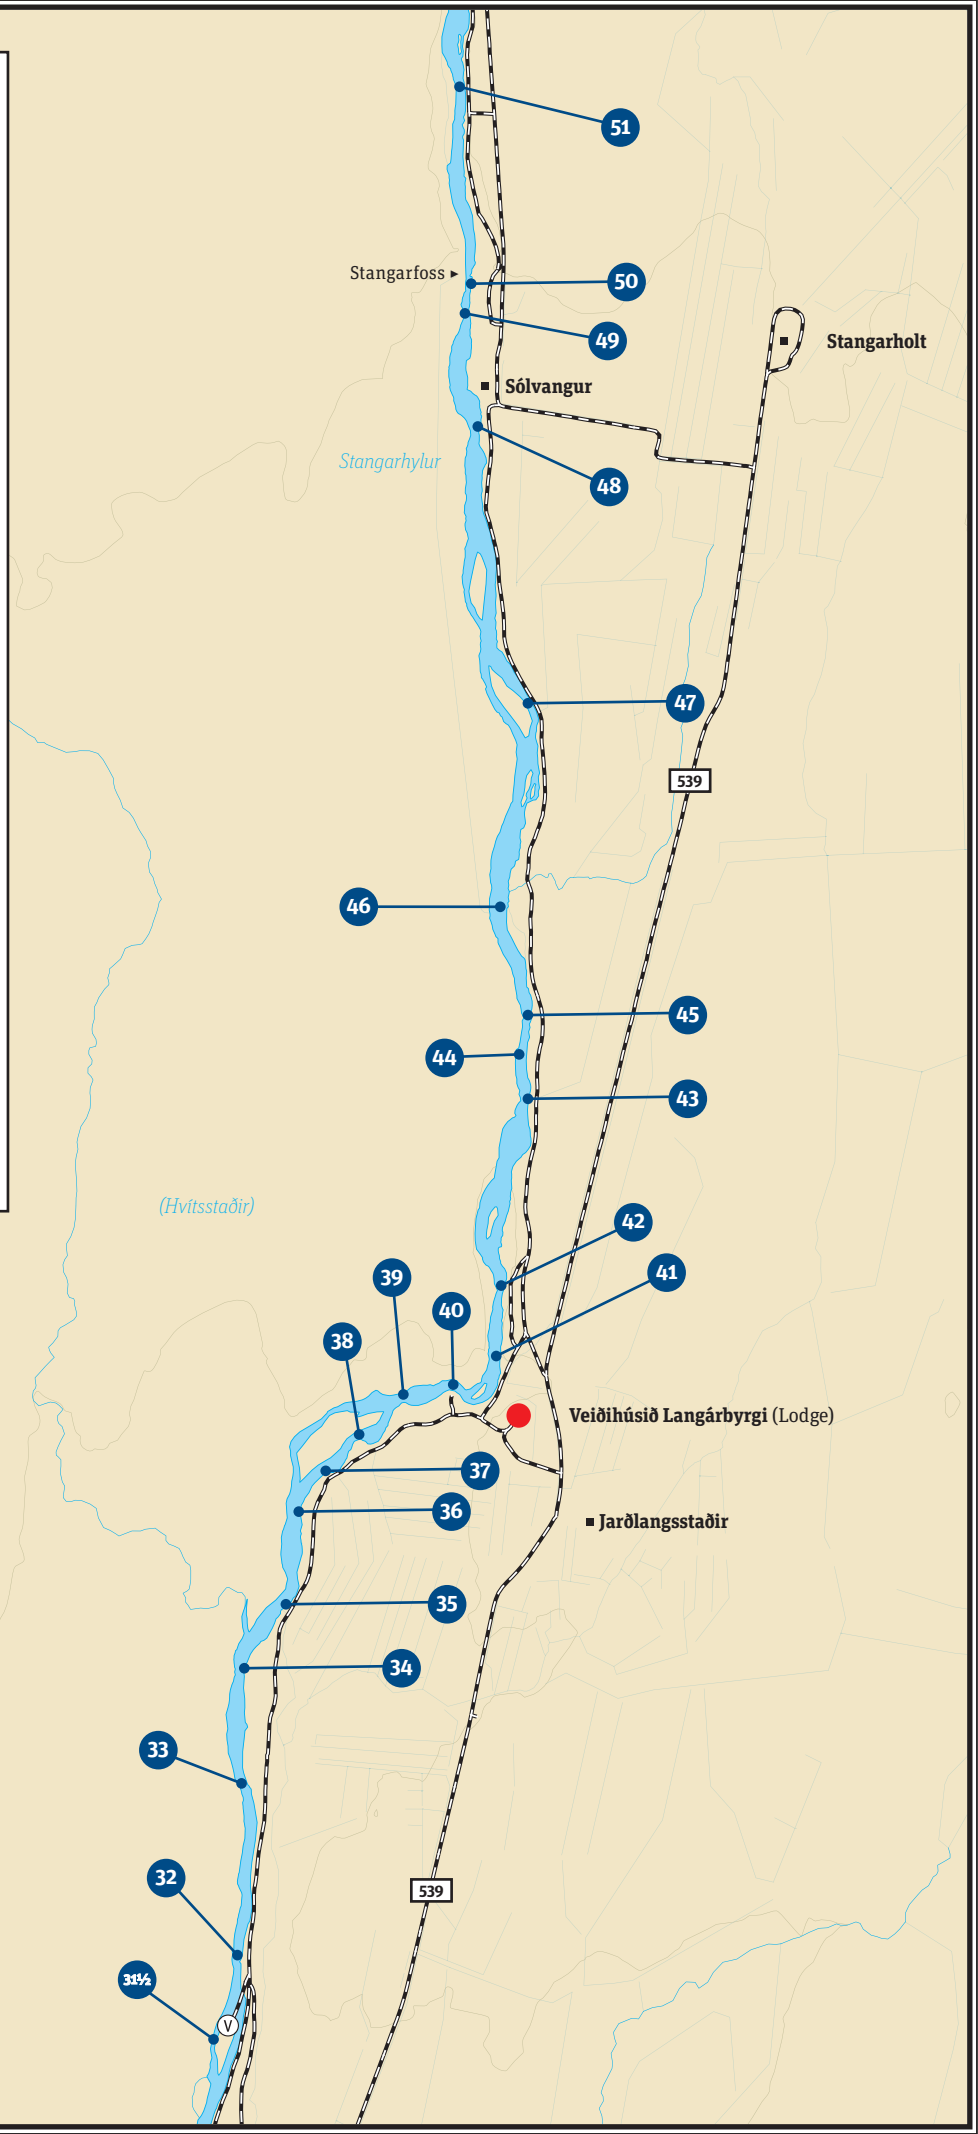 51
Stangarfoss
50
49
Stangarholt
Sólvangur
Stangarhylur
48
47
539
46
45
44
43
(Hvítsstaðir)
42
41
39
40
38
Veiðihúsið Langárbyrgi (Lodge)
37
36
Jarðlangsstaðir
35
34
33
32
539
31½
V